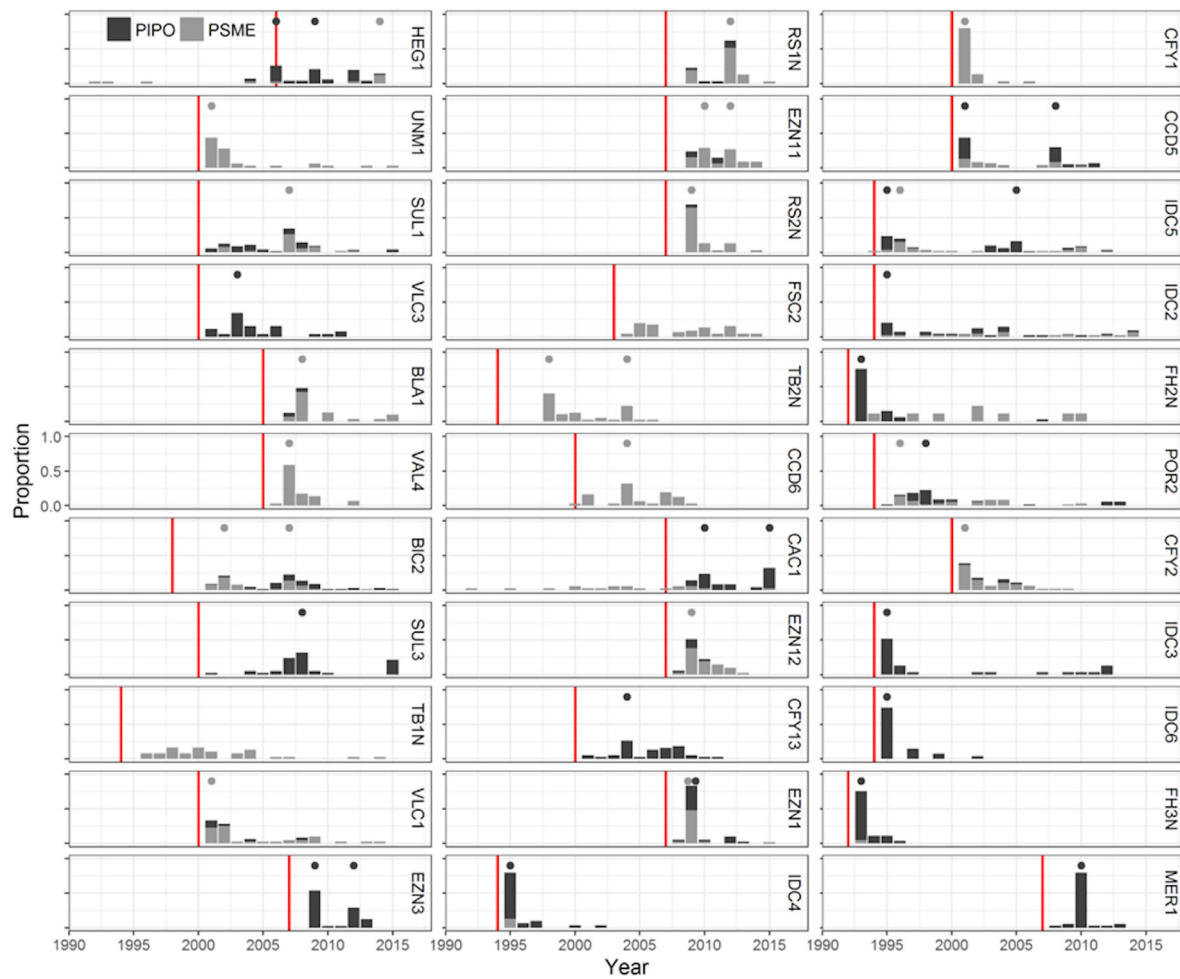 PIPO PSME
HEG1
RS1N
CFY1
UNM1
EZN11
CCD5
SUL1
RS2N
IDC5
VLC3
FSC2
IDC2
BLA1
TB2N
FH2N
Proportion
1.0
0.5
0.0
VAL4
CCD6
POR2
BIC2
CAC1
CFY2
SUL3
EZN12
IDC3
TB1N
CFY13
IDC6
VLC1
EZN1
FH3N
EZN3
IDC4
MER1
1990 1995 2000 2005 2010 2015 1990 1995 2000 2005 2010 2015 1990 1995 2000 2005 2010 2015
Year